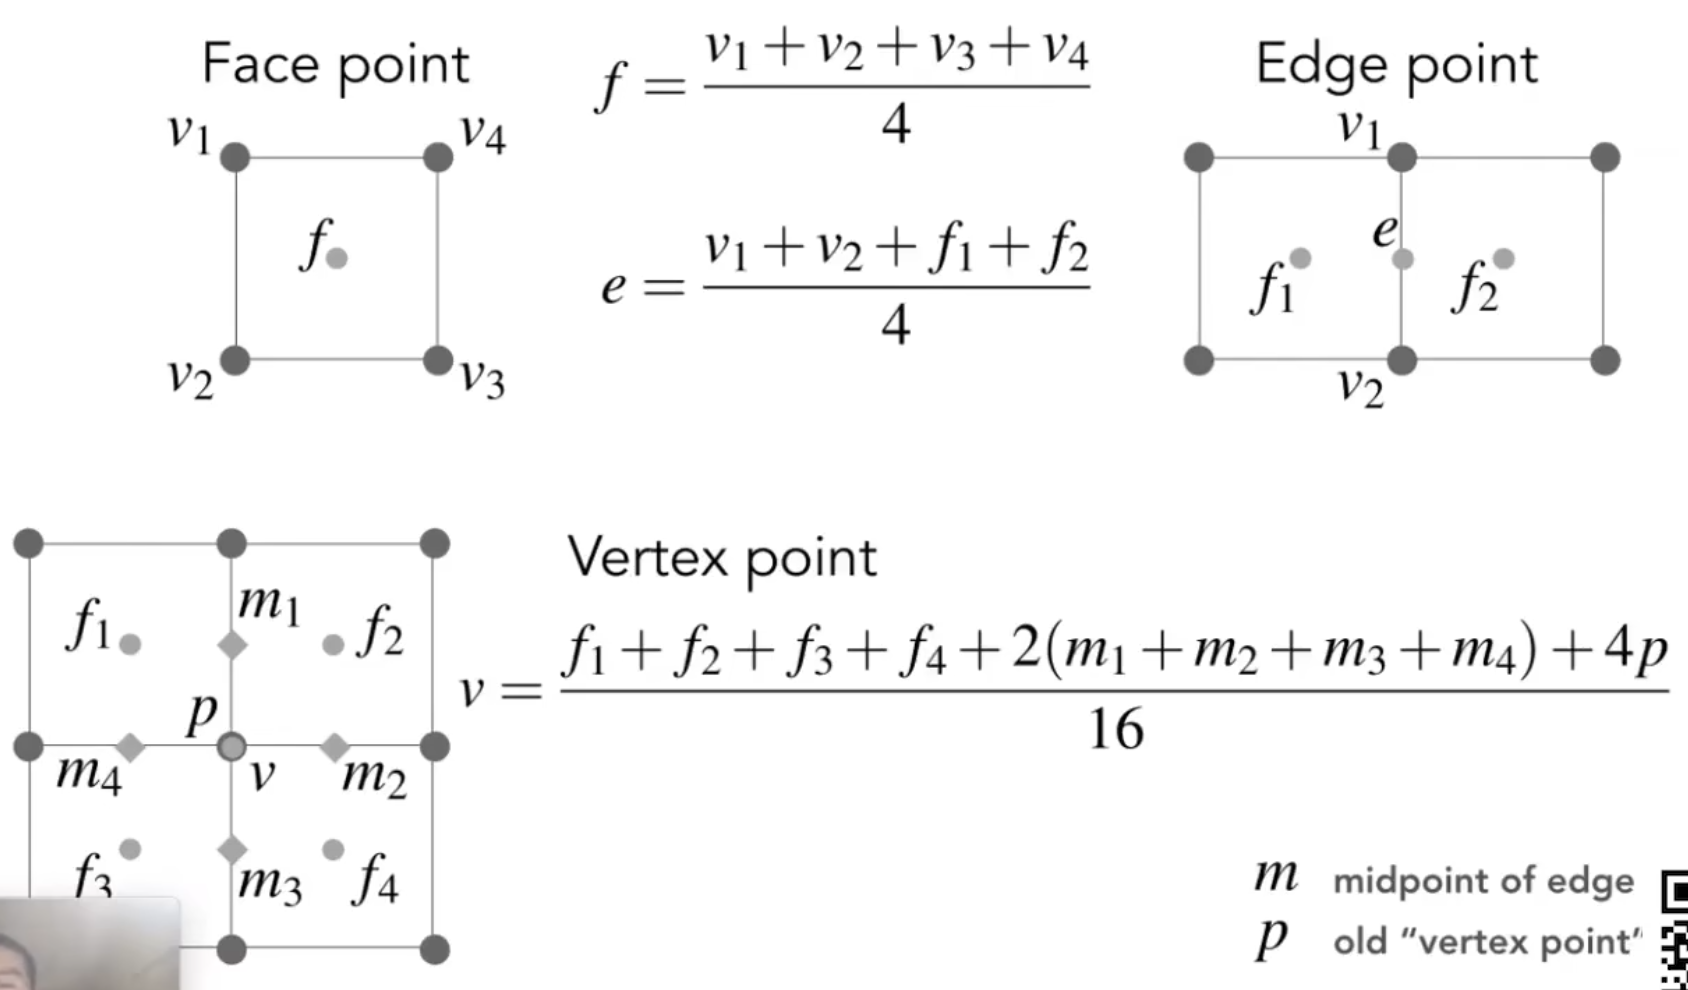 Face point
f = (v1 + v2 + v3 + v4) / 4
Edge point
v1
v4
f
v2
v3
e = (v1 + v2 + f1 + f2) / 4
v1
e
f1
f2
v2
Vertex point
v = (f1 + f2 + f3 + f4 + 2(m1 + m2 + m3 + m4) + 4p) / 16
f1
m1
f2
p
m4
v
m2
f3
m3
f4
m midpoint of edge
p old “vertex point”